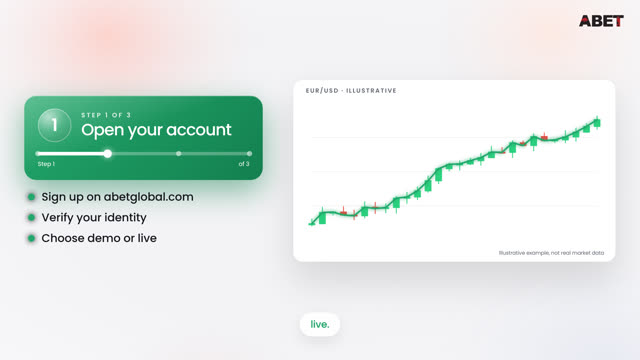 ABET
STEP 1 OF 3
1
Open your account
Step 1
of 3
Sign up on abetglobal.com
Verify your identity
Choose demo or live
EUR/USD · ILLUSTRATIVE
Illustrative example, not real market data
live.